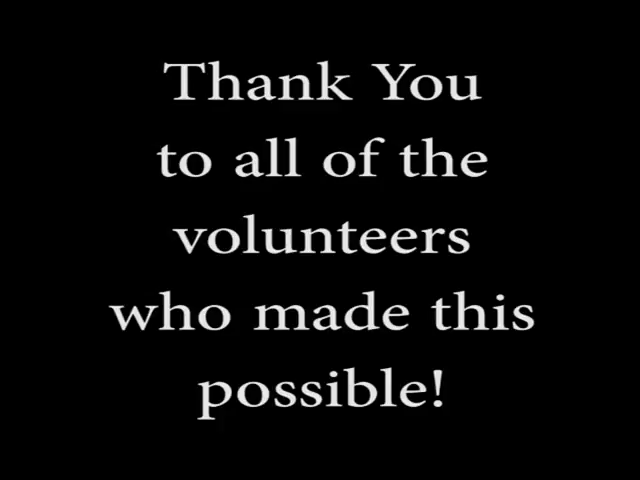 Thank You
to all of the
volunteers
who made this
possible!